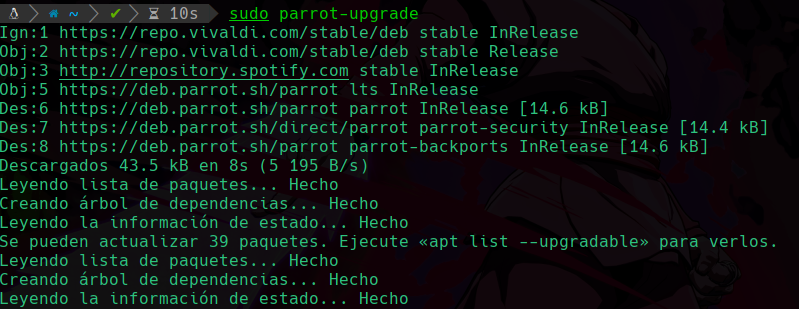 ~ ✔ 10s sudo parrot-upgrade
Ign:1 https://repo.vivaldi.com/stable/deb stable InRelease
Obj:2 https://repo.vivaldi.com/stable/deb stable Release
Obj:3 http://repository.spotify.com stable InRelease
Obj:5 https://deb.parrot.sh/parrot lts InRelease
Des:6 https://deb.parrot.sh/parrot parrot InRelease [14.6 kB]
Des:7 https://deb.parrot.sh/direct/parrot parrot-security InRelease [14.4 kB]
Des:8 https://deb.parrot.sh/parrot parrot-backports InRelease [14.6 kB]
Descargados 43.5 kB en 8s (5 195 B/s)
Leyendo lista de paquetes... Hecho
Creando árbol de dependencias... Hecho
Leyendo la información de estado... Hecho
Se pueden actualizar 39 paquetes. Ejecute «apt list --upgradable» para verlos.
Leyendo lista de paquetes... Hecho
Creando árbol de dependencias... Hecho
Leyendo la información de estado... Hecho